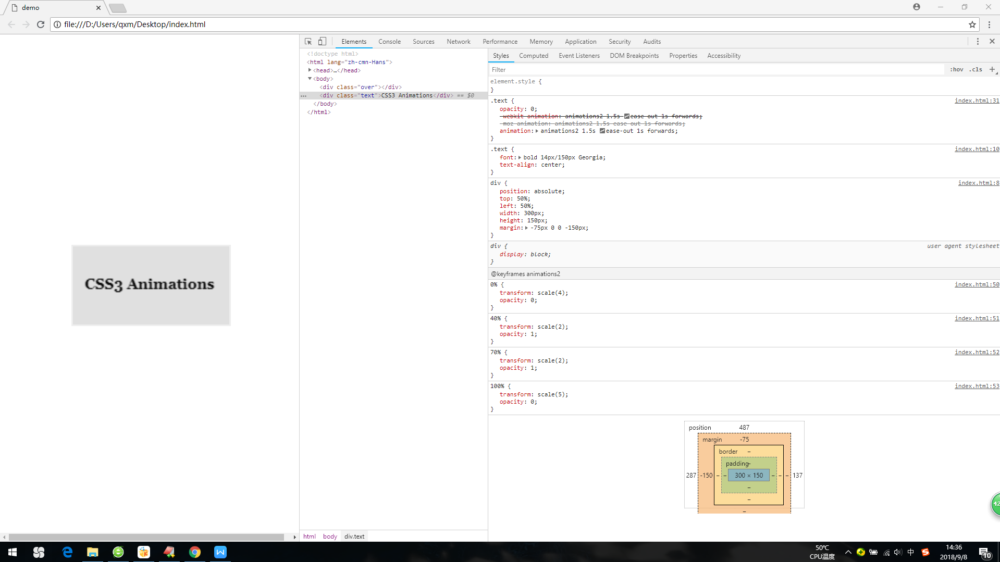 demo
file:///D:/Users/qxm/Desktop/index.html
Elements Console Sources Network Performance Memory Application Security Audits
<!doctype html>
<html lang="zh-cmn-Hans">
<head>…</head>
<body>
<div class="over"></div>
<div class="text">CSS3 Animations</div> == $0
</body>
</html>
CSS3 Animations
html body div.text
Styles Computed Event Listeners DOM Breakpoints Properties Accessibility
Filter :hov .cls
element.style {
}
.text { index.html:31
opacity: 0;
-webkit-animation: animations2 1.5s ease-out 1s forwards;
-moz-animation: animations2 1.5s ease-out 1s forwards;
animation: animations2 1.5s ease-out 1s forwards;
}
.text { index.html:10
font: bold 14px/150px Georgia;
text-align: center;
}
div { index.html:8
position: absolute;
top: 50%;
left: 50%;
width: 300px;
height: 150px;
margin: -75px 0 0 -150px;
}
div { user agent stylesheet
display: block;
}
@keyframes animations2
0% { index.html:50
transform: scale(4);
opacity: 0;
}
40% { index.html:51
transform: scale(2);
opacity: 1;
}
70% { index.html:52
transform: scale(2);
opacity: 1;
}
100% { index.html:53
transform: scale(5);
opacity: 0;
}
position 487
margin -75
border –
padding –
287 -150 – – 300 × 150 – – – 137
–
–
–
42
50℃
CPU温度
中
14:36
2018/9/8
10